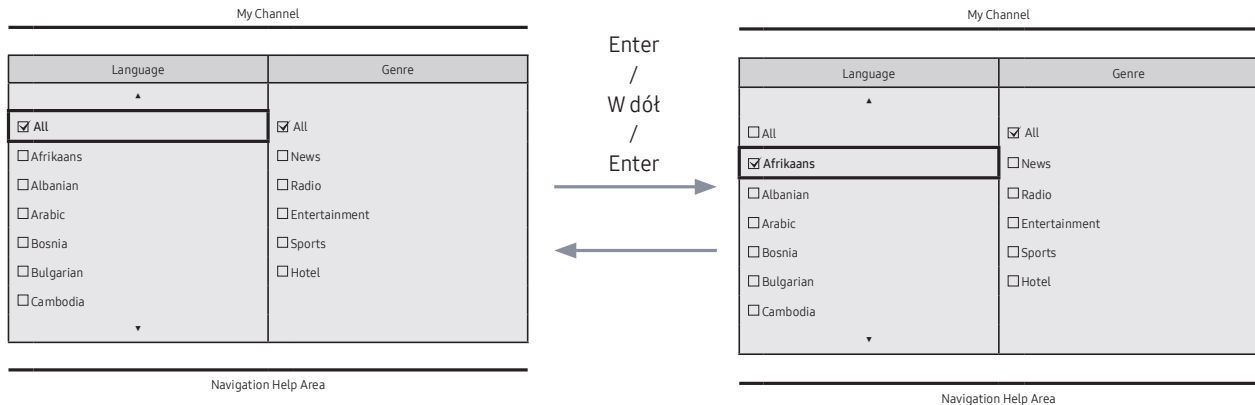 My Channel
Language Genre
▲
☑ All ☑ All
☐ Afrikaans ☐ News
☐ Albanian ☐ Radio
☐ Arabic ☐ Entertainment
☐ Bosnia ☐ Sports
☐ Bulgarian ☐ Hotel
☐ Cambodia
▼
Navigation Help Area
Enter
/
W dół
/
Enter
My Channel
Language Genre
▲
☐ All ☑ All
☑ Afrikaans ☐ News
☐ Albanian ☐ Radio
☐ Arabic ☐ Entertainment
☐ Bosnia ☐ Sports
☐ Bulgarian ☐ Hotel
☐ Cambodia
▼
Navigation Help Area